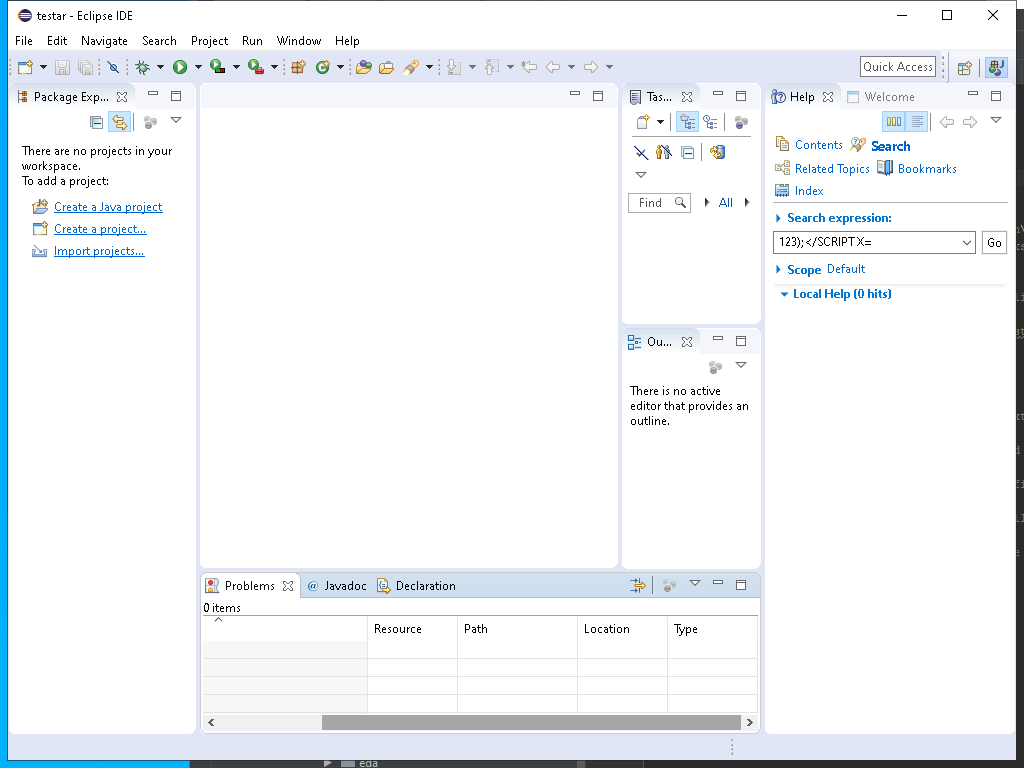 testar - Eclipse IDE
File Edit Navigate Search Project Run Window Help
Quick Access
Package Exp...
There are no projects in your
workspace.
To add a project:
Create a Java project
Create a project...
Import projects...
Tas...
Find
All
Ou...
There is no active
editor that provides an
outline.
Help
Welcome
Contents
Search
Related Topics
Bookmarks
Index
Search expression:
123);</SCRIPTX=
Go
Scope Default
Local Help (0 hits)
Problems
@ Javadoc
Declaration
0 items
Resource Path Location Type
eda